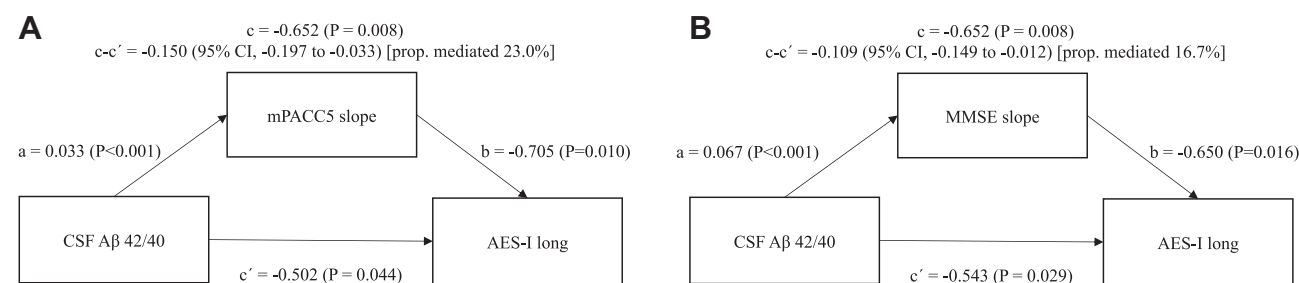 A
c = -0.652 (P = 0.008)
c-c´ = -0.150 (95% CI, -0.197 to -0.033) [prop. mediated 23.0%]
mPACC5 slope
a = 0.033 (P<0.001)
b = -0.705 (P=0.010)
CSF Aβ 42/40
AES-I long
c´ = -0.502 (P = 0.044)
B
c = -0.652 (P = 0.008)
c-c´ = -0.109 (95% CI, -0.149 to -0.012) [prop. mediated 16.7%]
MMSE slope
a = 0.067 (P<0.001)
b = -0.650 (P=0.016)
CSF Aβ 42/40
AES-I long
c´ = -0.543 (P = 0.029)